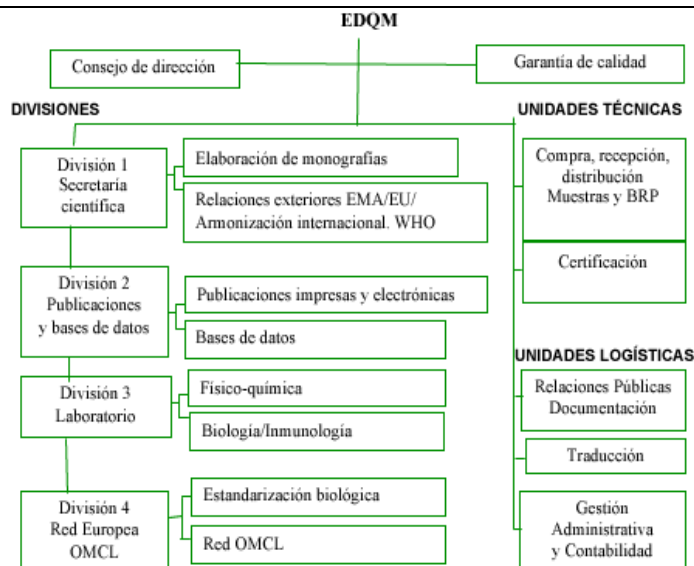 EDQM
Consejo de dirección
Garantía de calidad
DIVISIONES
UNIDADES TÉCNICAS
División 1
Secretaría
científica
Elaboración de monografías
Relaciones exteriores EMA/EU/
Armonización internacional. WHO
Compra, recepción,
distribución
Muestras y BRP
Certificación
División 2
Publicaciones
y bases de datos
Publicaciones impresas y electrónicas
Bases de datos
UNIDADES LOGÍSTICAS
División 3
Laboratorio
Físico-química
Biología/Inmunología
Relaciones Públicas
Documentación
Traducción
División 4
Red Europea
OMCL
Estandarización biológica
Red OMCL
Gestión
Administrativa
y Contabilidad